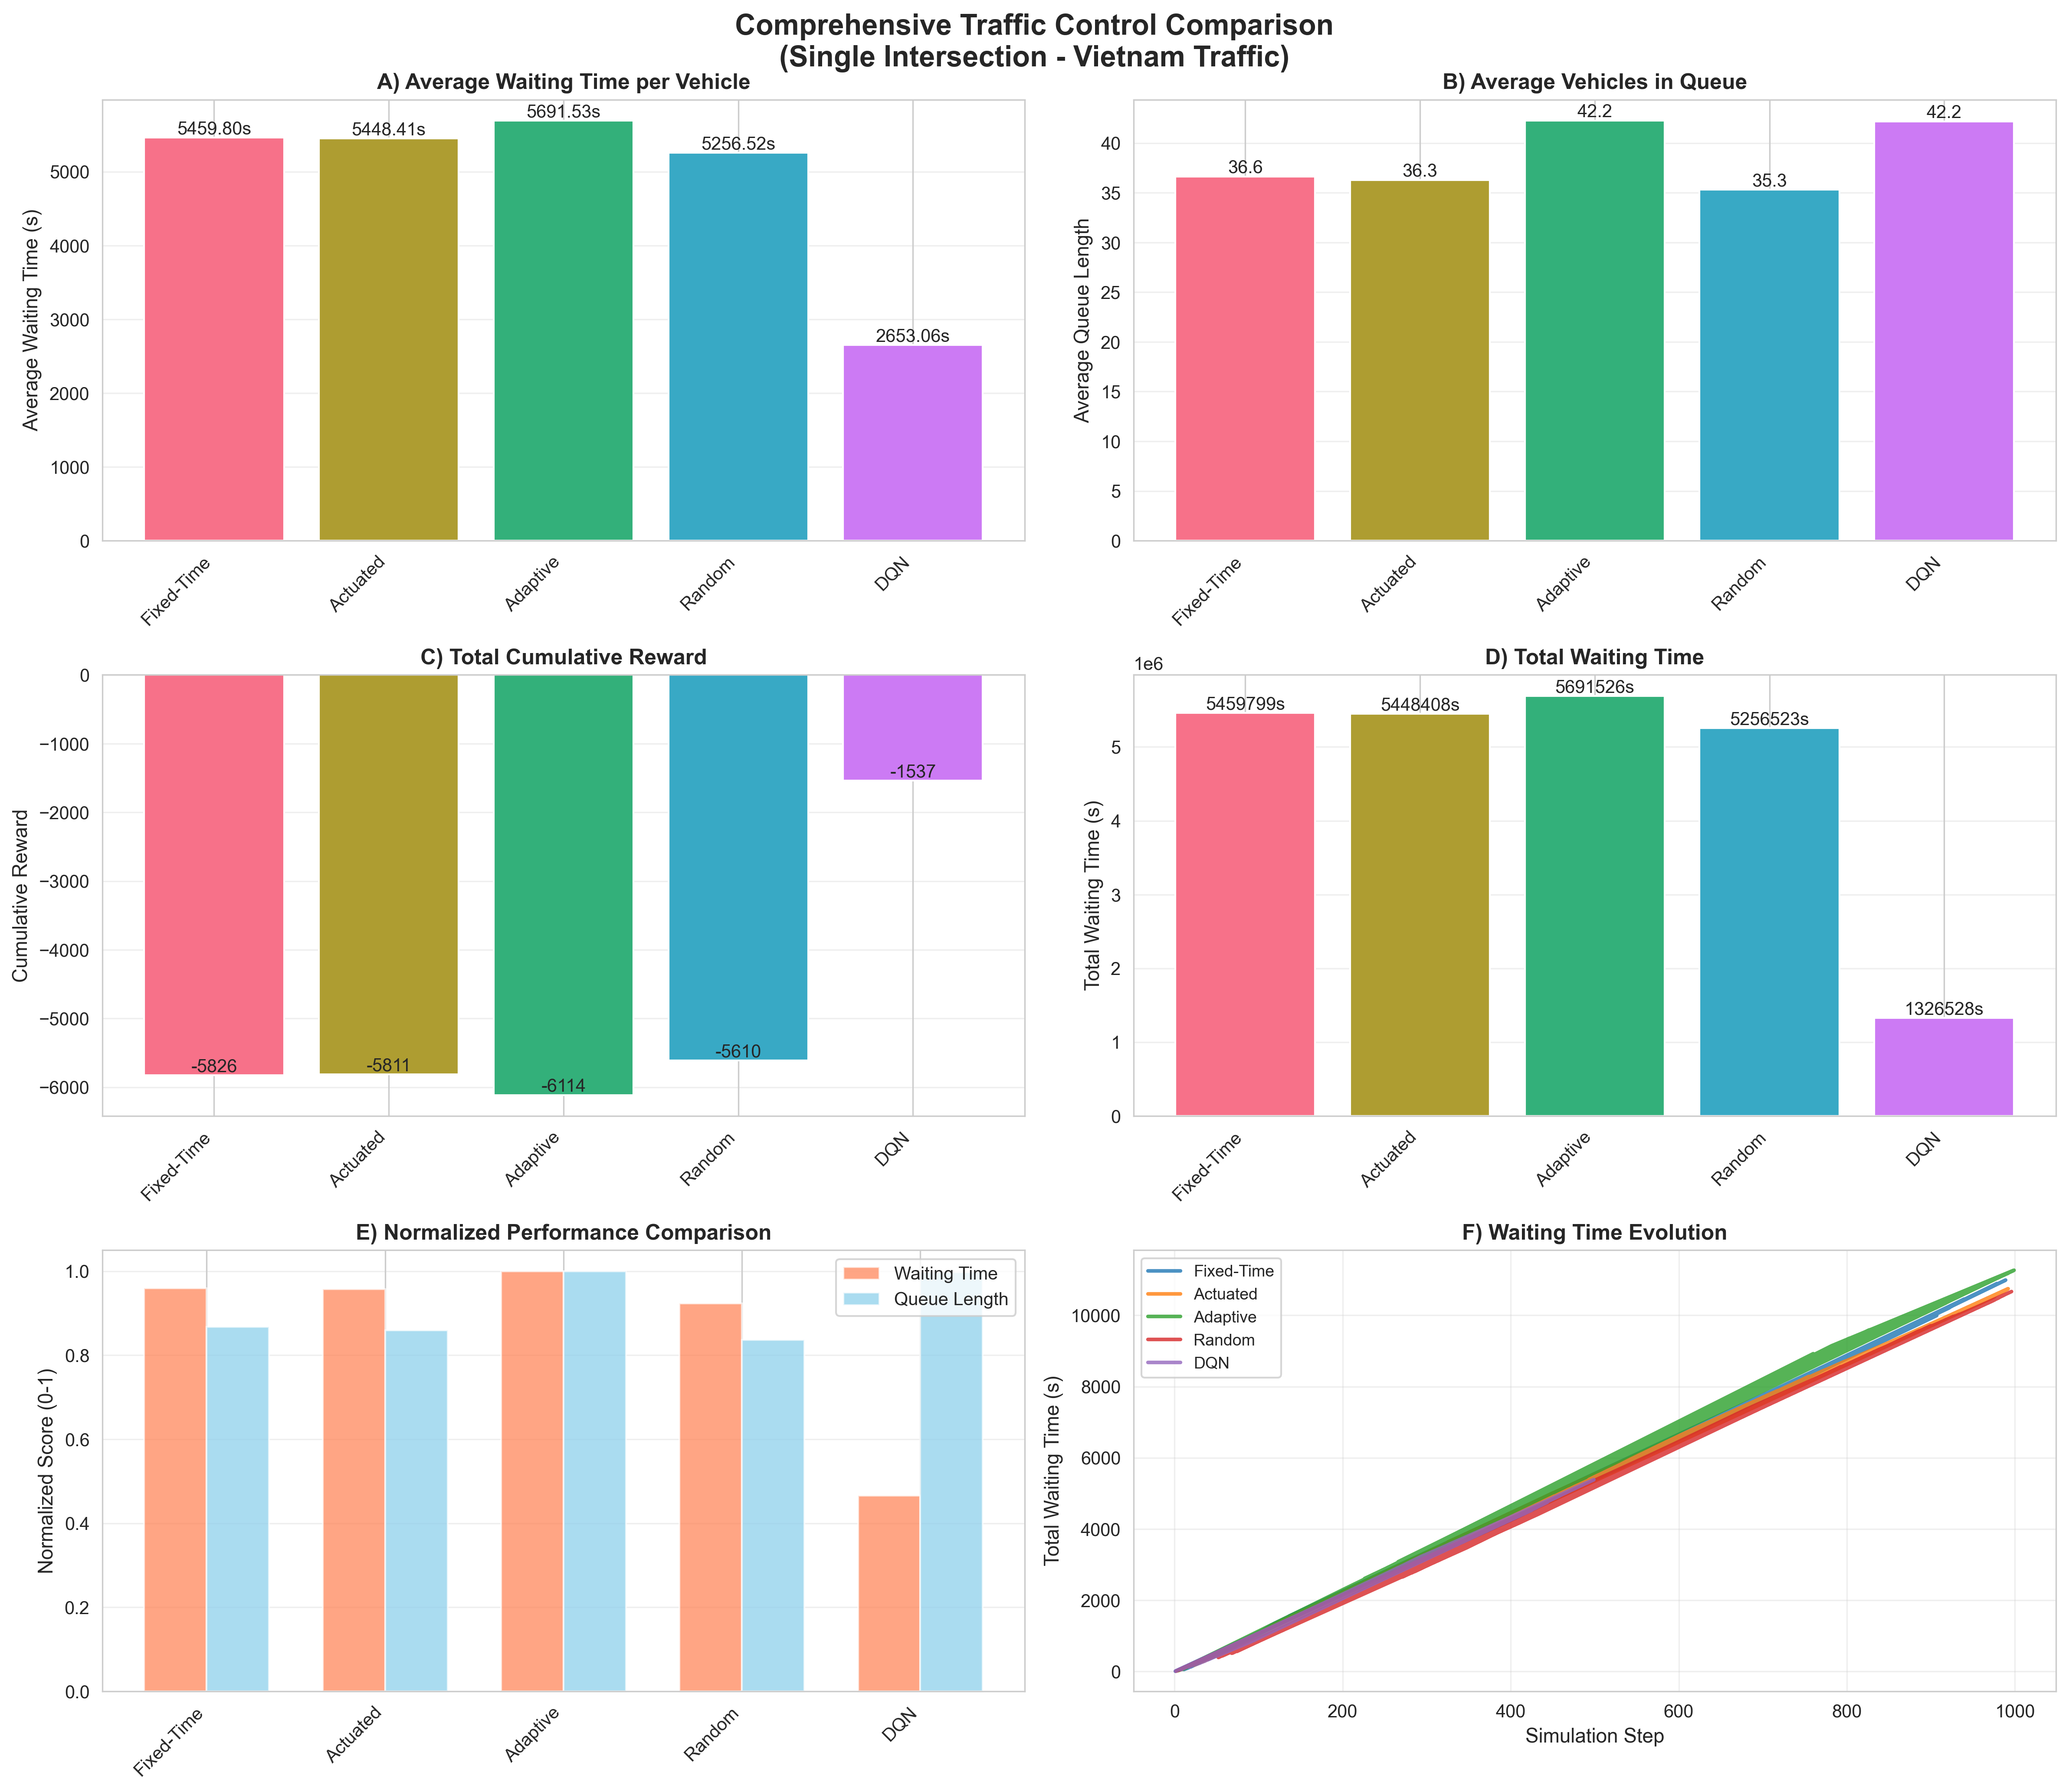 Comprehensive Traffic Control Comparison
(Single Intersection - Vietnam Traffic)
A) Average Waiting Time per Vehicle
Average Waiting Time (s)
5000
4000
3000
2000
1000
0
5459.80s
5448.41s
5691.53s
5256.52s
2653.06s
Fixed-Time
Actuated
Adaptive
Random
DQN
B) Average Vehicles in Queue
Average Queue Length
40
35
30
25
20
15
10
5
0
36.6
36.3
42.2
35.3
42.2
Fixed-Time
Actuated
Adaptive
Random
DQN
C) Total Cumulative Reward
Cumulative Reward
0
−1000
−2000
−3000
−4000
−5000
−6000
-5826
-5811
-6114
-5610
-1537
Fixed-Time
Actuated
Adaptive
Random
DQN
D) Total Waiting Time
1e6
Total Waiting Time (s)
5
4
3
2
1
0
5459799s
5448408s
5691526s
5256523s
1326528s
Fixed-Time
Actuated
Adaptive
Random
DQN
E) Normalized Performance Comparison
Normalized Score (0-1)
1.0
0.8
0.6
0.4
0.2
0.0
Waiting Time
Queue Length
Fixed-Time
Actuated
Adaptive
Random
DQN
F) Waiting Time Evolution
Total Waiting Time (s)
10000
8000
6000
4000
2000
0
Fixed-Time
Actuated
Adaptive
Random
DQN
0
200
400
600
800
1000
Simulation Step